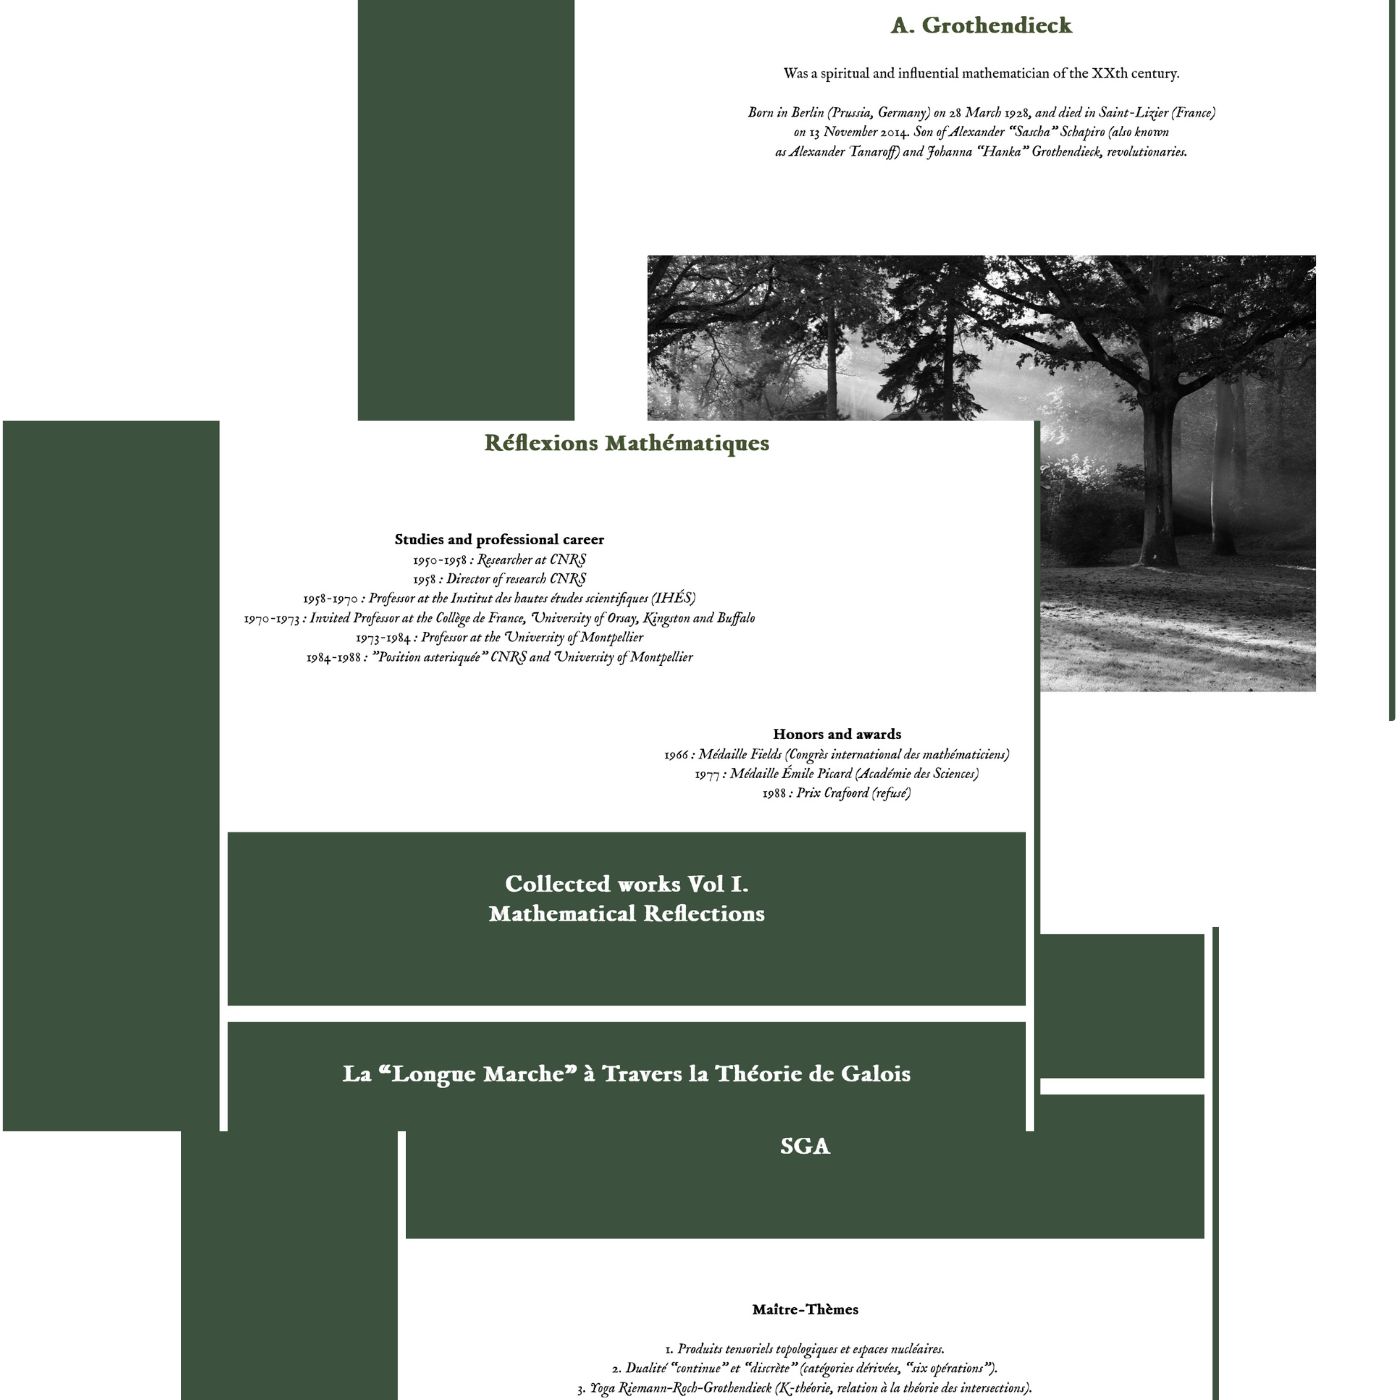 A. Grothendieck
Was a spiritual and influential mathematician of the XXth century.
Born in Berlin (Prussia, Germany) on 28 March 1928, and died in Saint-Lizier (France)
on 13 November 2014. Son of Alexander “Sascha” Schapiro (also known
as Alexander Tanaroff) and Johanna “Hanka” Grothendieck, revolutionaries.
Réflexions Mathématiques
Studies and professional career
1950-1958 : Researcher at CNRS
1958 : Director of research CNRS
1958-1970 : Professor at the Institut des hautes études scientifiques (IHÉS)
1970-1973 : Invited Professor at the Collège de France, University of Orsay, Kingston and Buffalo
1973-1984 : Professor at the University of Montpellier
1984-1988 : ”Position asterisquée” CNRS and University of Montpellier
Honors and awards
1966 : Médaille Fields (Congrès international des mathématiciens)
1977 : Médaille Émile Picard (Académie des Sciences)
1988 : Prix Crafoord (refusé)
Collected works Vol I.
Mathematical Reflections
La “Longue Marche” à Travers la Théorie de Galois
SGA
Maître-Thèmes
1. Produits tensoriels topologiques et espaces nucléaires.
2. Dualité “continue” et “discrète” (catégories dérivées, “six opérations”).
3. Yoga Riemann-Roch-Grothendieck (K-théorie, relation à la théorie des intersections).